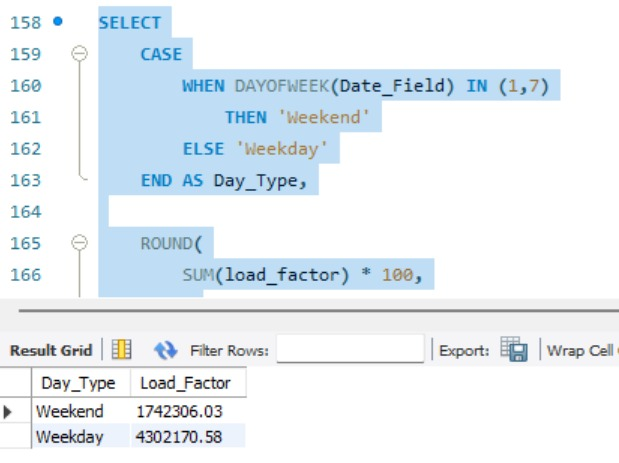 158 SELECT
159 CASE
160 WHEN DAYOFWEEK(Date_Field) IN (1,7)
161 THEN 'Weekend'
162 ELSE 'Weekday'
163 END AS Day_Type,
164
165 ROUND(
166 SUM(load_factor) * 100,
Result Grid Filter Rows: Export: Wrap Cell
Day_Type Load_Factor
Weekend 1742306.03
Weekday 4302170.58